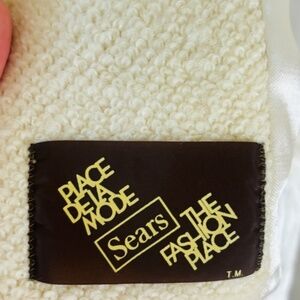 PLACE
DE LA
MODE
Sears
THE
FASHION
PLACE
T.M.